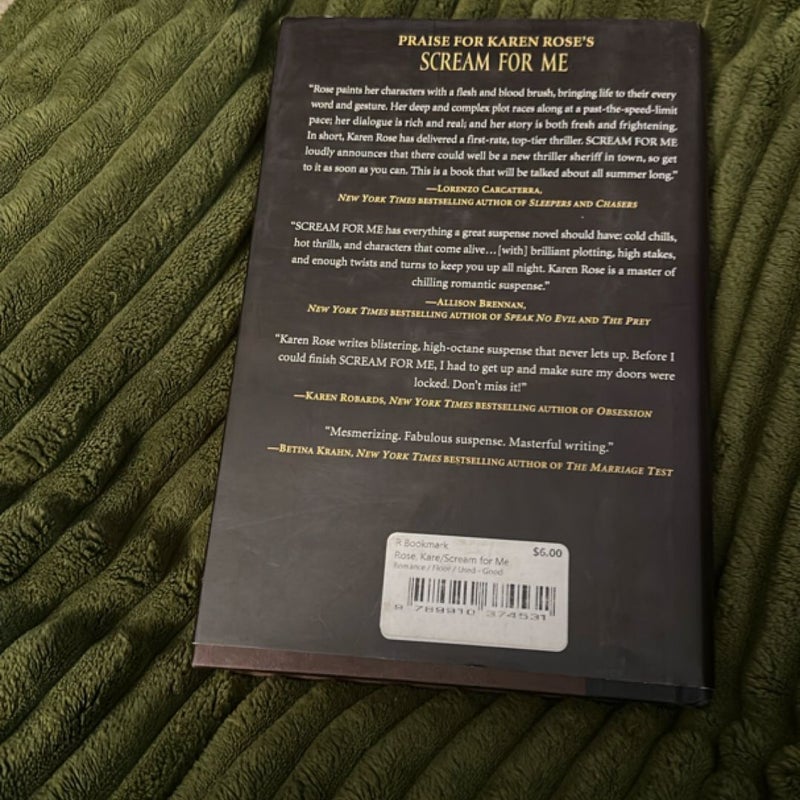 PRAISE FOR KAREN ROSE'S
SCREAM FOR ME
"Rose paints her characters with a flesh and blood brush, bringing life to their every
word and gesture. Her deep and complex plot races along at a past-the-speed-limit
pace; her dialogue is rich and real; and her story is both fresh and frightening.
In short, Karen Rose has delivered a first-rate, top-tier thriller. SCREAM FOR ME
loudly announces that there could well be a new thriller sheriff in town, so get
to it as soon as you can. This is a book that will be talked about all summer long."
—LORENZO CARCATERRA,
NEW YORK TIMES BESTSELLING AUTHOR OF SLEEPERS AND CHASERS
"SCREAM FOR ME has everything a great suspense novel should have: cold chills,
hot thrills, and characters that come alive…[with] brilliant plotting, high stakes,
and enough twists and turns to keep you up all night. Karen Rose is a master of
chilling romantic suspense."
—ALLISON BRENNAN,
NEW YORK TIMES BESTSELLING AUTHOR OF SPEAK NO EVIL AND THE PREY
"Karen Rose writes blistering, high-octane suspense that never lets up. Before I
could finish SCREAM FOR ME, I had to get up and make sure my doors were
locked. Don't miss it!"
—KAREN ROBARDS, NEW YORK TIMES BESTSELLING AUTHOR OF OBSESSION
"Mesmerizing. Fabulous suspense. Masterful writing."
—BETINA KRAHN, NEW YORK TIMES BESTSELLING AUTHOR OF THE MARRIAGE TEST
R Bookmark $6.00
Rose, Kare/Scream for Me
Romance / Floor / Used - Good
9 789910 374531